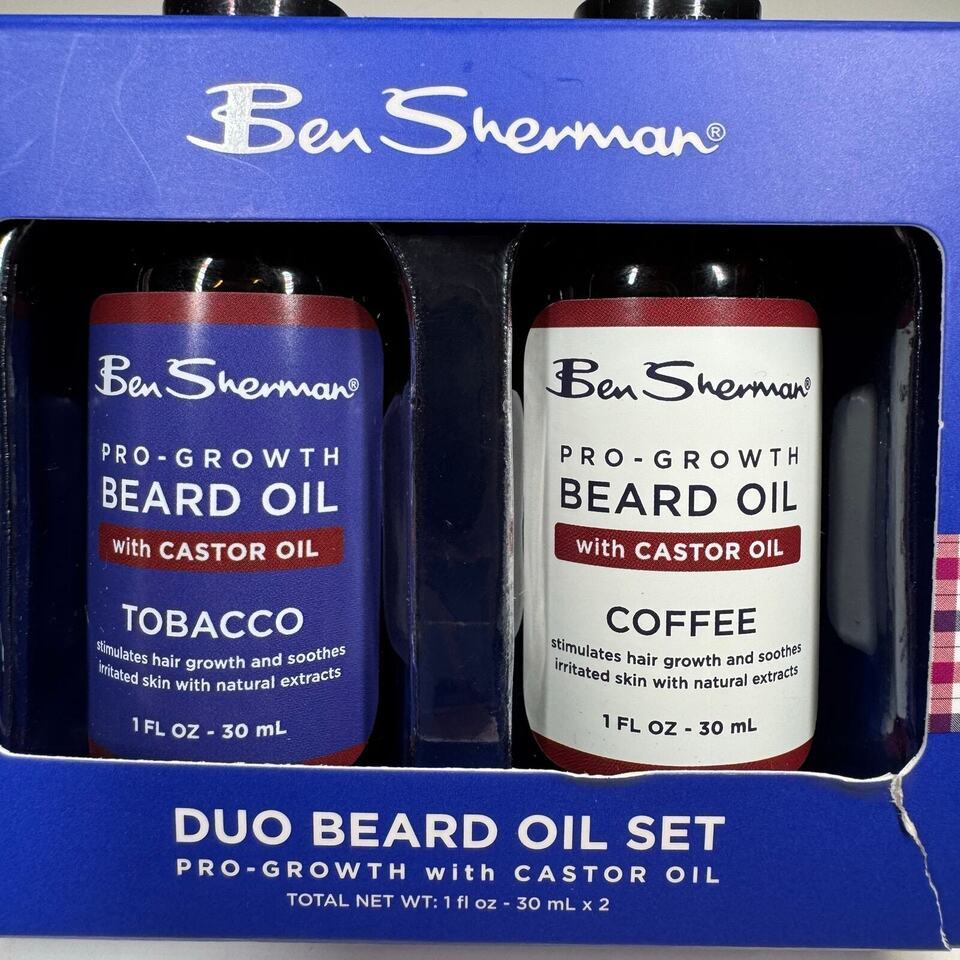 Ben Sherman®
Ben Sherman®
PRO-GROWTH
BEARD OIL
with CASTOR OIL
TOBACCO
stimulates hair growth and soothes
irritated skin with natural extracts
1 FL OZ - 30 mL
Ben Sherman®
PRO-GROWTH
BEARD OIL
with CASTOR OIL
COFFEE
stimulates hair growth and soothes
irritated skin with natural extracts
1 FL OZ - 30 mL
DUO BEARD OIL SET
PRO-GROWTH with CASTOR OIL
TOTAL NET WT: 1 fl oz - 30 mL x 2